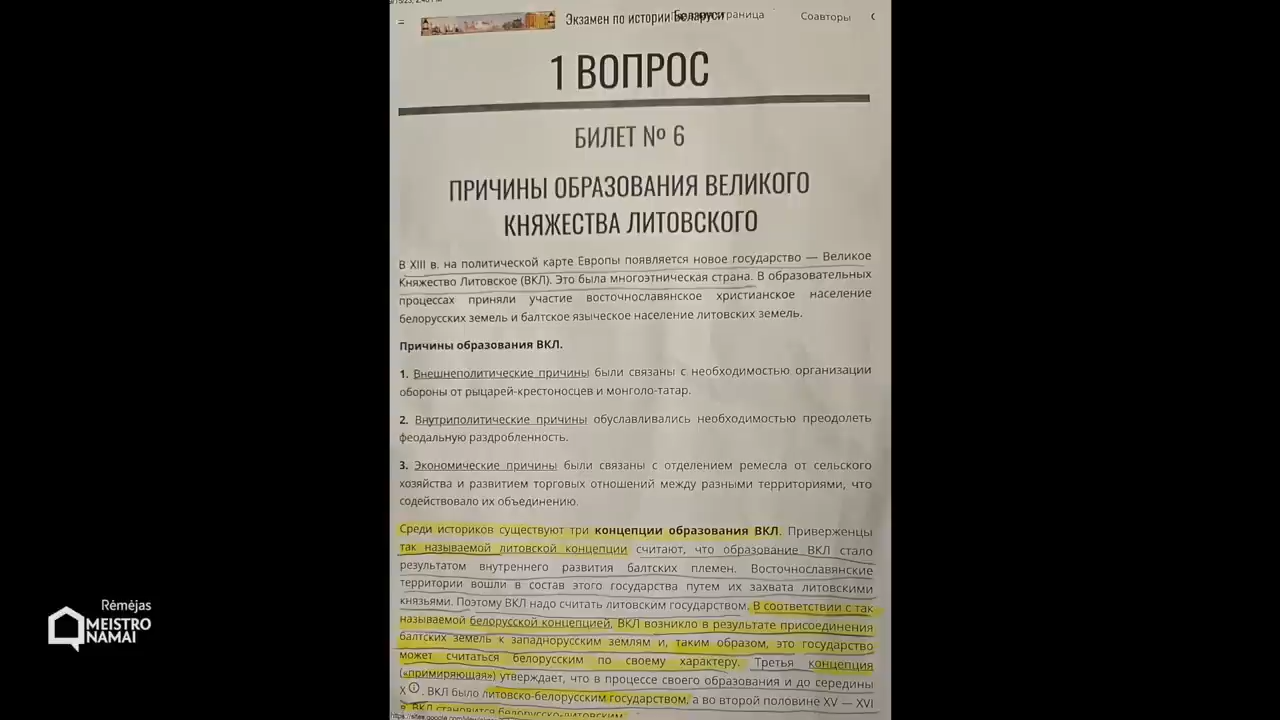 Экзамен по истории Беларуси
Соавторы
1 ВОПРОС
БИЛЕТ № 6
ПРИЧИНЫ ОБРАЗОВАНИЯ ВЕЛИКОГО
КНЯЖЕСТВА ЛИТОВСКОГО
В XIII в. на политической карте Европы появляется новое государство — Великое
Княжество Литовское (ВКЛ). Это была многоэтническая страна. В образовательных
процессах приняли участие восточнославянское христианское население
белорусских земель и балтское языческое население литовских земель.
Причины образования ВКЛ.
1. Внешнеполитические причины были связаны с необходимостью организации
обороны от рыцарей-крестоносцев и монголо-татар.
2. Внутриполитические причины обуславливались необходимостью преодолеть
феодальную раздробленность.
3. Экономические причины были связаны с отделением ремесла от сельского
хозяйства и развитием торговых отношений между разными территориями, что
содействовало их объединению.
Среди историков существуют три концепции образования ВКЛ. Приверженцы
так называемой литовской концепции считают, что образование ВКЛ стало
результатом внутреннего развития балтских племен. Восточнославянские
территории вошли в состав этого государства путем их захвата литовскими
князьями. Поэтому ВКЛ надо считать литовским государством. В соответствии с так
называемой белорусской концепцией, ВКЛ возникло в результате присоединения
балтских земель к западнорусским землям и, таким образом, это государство
может считаться белорусским по своему характеру. Третья концепция
(«примиряющая») утверждает, что в процессе своего образования и до середины
ВКЛ было литовско-белорусским государством, а во второй половине XV — XVI
в. ВКЛ становится белорусско-литовским.
Rėmėjas
MEISTRO
NAMAI